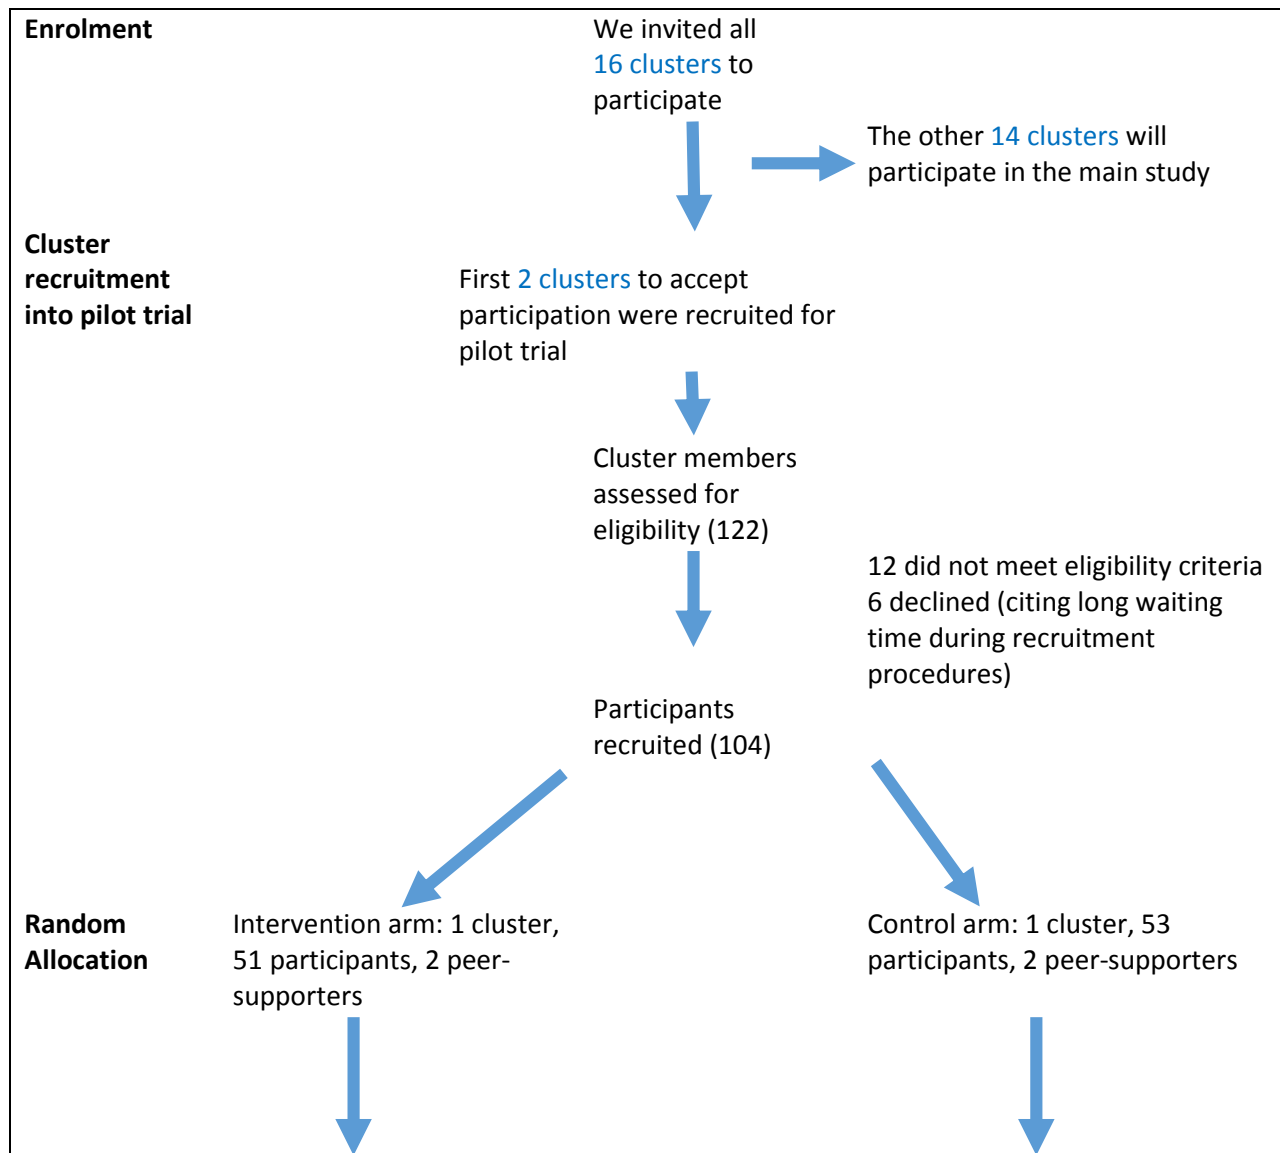 Enrolment
We invited all
16 clusters to
participate
The other 14 clusters will
participate in the main study
Cluster
recruitment
into pilot trial
First 2 clusters to accept
participation were recruited for
pilot trial
Cluster members
assessed for
eligibility (122)
12 did not meet eligibility criteria
6 declined (citing long waiting
time during recruitment
procedures)
Participants
recruited (104)
Random
Allocation
Intervention arm: 1 cluster,
51 participants, 2 peer-
supporters
Control arm: 1 cluster, 53
participants, 2 peer-supporters